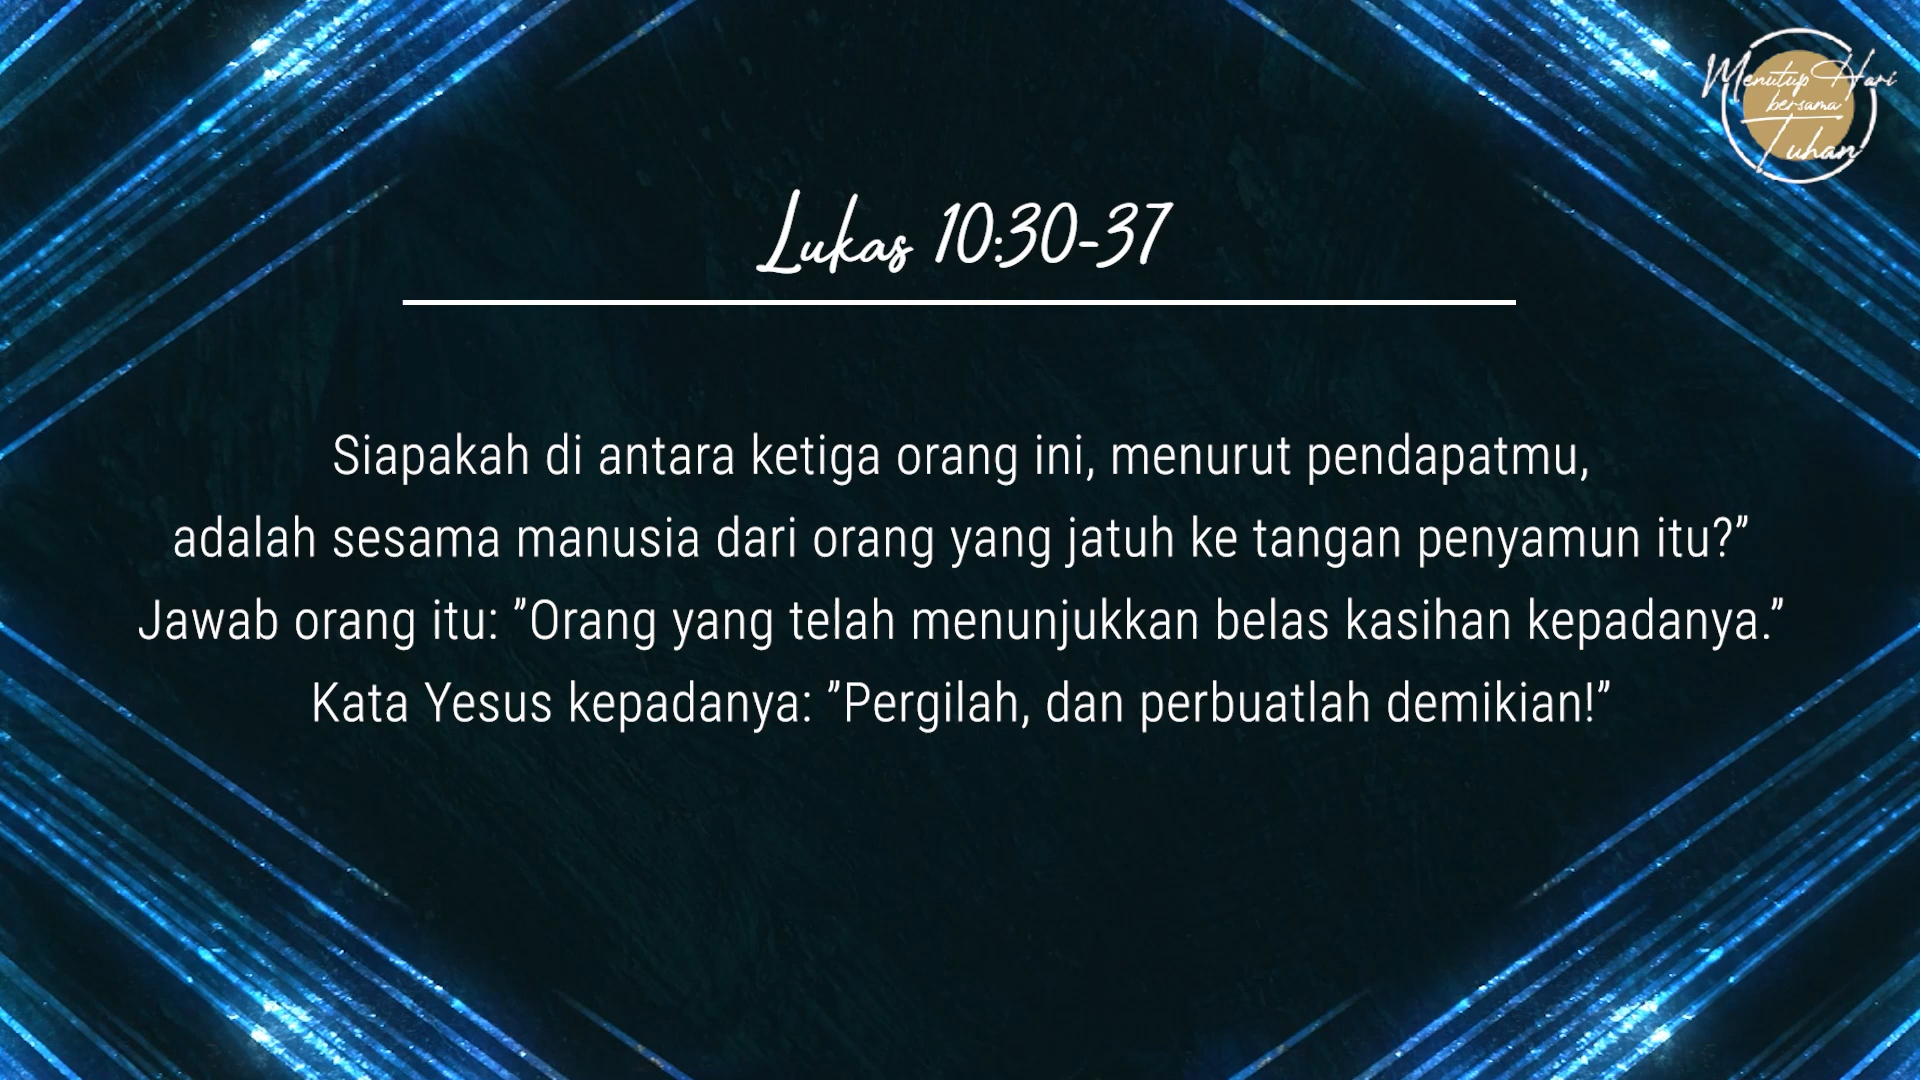 Menutup Hari
bersama
Tuhan
Lukas 10:30-37
Siapakah di antara ketiga orang ini, menurut pendapatmu,
adalah sesama manusia dari orang yang jatuh ke tangan penyamun itu?”
Jawab orang itu: ”Orang yang telah menunjukkan belas kasihan kepadanya.”
Kata Yesus kepadanya: ”Pergilah, dan perbuatlah demikian!”